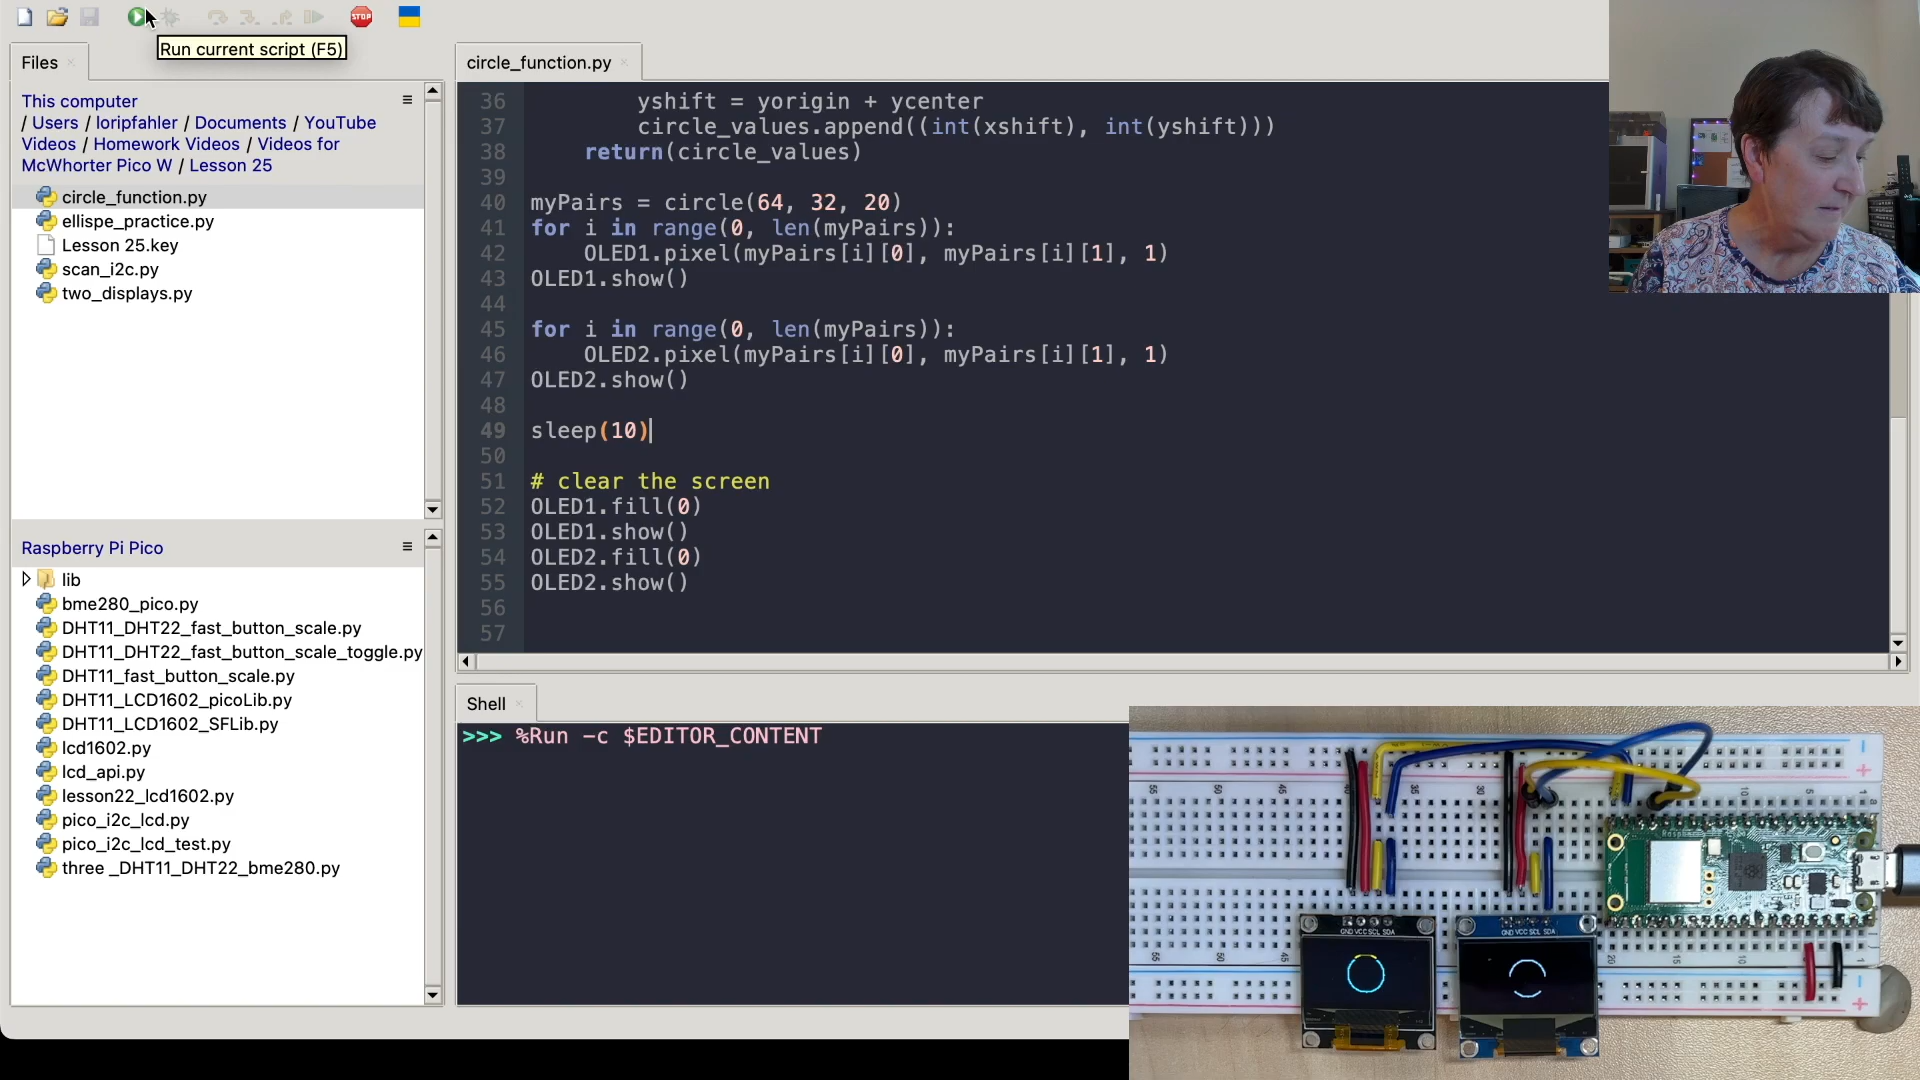 STOP
Run current script (F5)
Files
circle_function.py
This computer
/ Users / loripfahler / Documents / YouTube
Videos / Homework Videos / Videos for
McWhorter Pico W / Lesson 25
circle_function.py
ellispe_practice.py
Lesson 25.key
scan_i2c.py
two_displays.py
Raspberry Pi Pico
lib
bme280_pico.py
DHT11_DHT22_fast_button_scale.py
DHT11_DHT22_fast_button_scale_toggle.py
DHT11_fast_button_scale.py
DHT11_LCD1602_picoLib.py
DHT11_LCD1602_SFLib.py
lcd1602.py
lcd_api.py
lesson22_lcd1602.py
pico_i2c_lcd.py
pico_i2c_lcd_test.py
three _DHT11_DHT22_bme280.py
36 yshift = yorigin + ycenter
37 circle_values.append((int(xshift), int(yshift)))
38 return(circle_values)
39
40 myPairs = circle(64, 32, 20)
41 for i in range(0, len(myPairs)):
42 OLED1.pixel(myPairs[i][0], myPairs[i][1], 1)
43 OLED1.show()
44
45 for i in range(0, len(myPairs)):
46 OLED2.pixel(myPairs[i][0], myPairs[i][1], 1)
47 OLED2.show()
48
49 sleep(10)
50
51 # clear the screen
52 OLED1.fill(0)
53 OLED1.show()
54 OLED2.fill(0)
55 OLED2.show()
56
57
Shell
>>> %Run -c $EDITOR_CONTENT
GND VCC SCL SDA
GND VCC SCL SDA